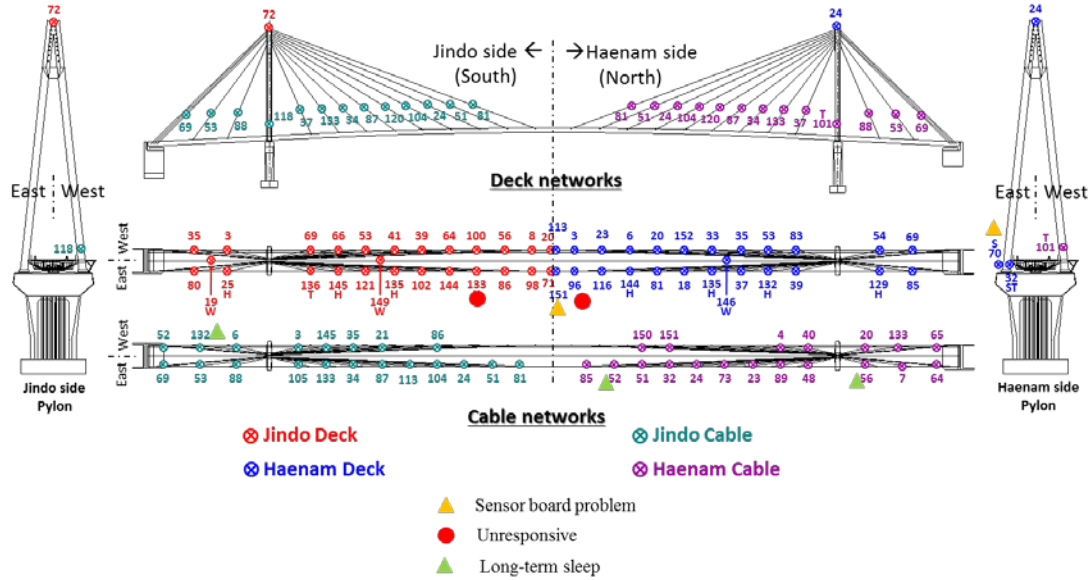 72 72 24 24
Jindo side ← → Haenam side
(South) (North)
69 53 88 118 37 133 34 87 120 104 24 51 81 81 51 24 104 120 87 34 133 37 T 101 88 53 69
East West
118
Jindo side
Pylon
East West
S
70
32
ST
T
101
Haenam side
Pylon
Deck networks
West
East
35 3 69 66 53 41 39 64 100 56 8 20 113 3 23 6 20 152 33 35 53 83 54 69
80 25 136 145 121 135 102 144 133 86 98 71 151 96 116 144 81 18 135 37 132 39 129 85
H T H H H H H H
19 149 146
W W W
West
East
52 132 6 3 145 35 21 86 150 151 4 40 20 133 65
69 53 88 105 133 34 87 113 104 24 51 81 85 52 51 32 24 73 23 89 48 56 7 64
Cable networks
Jindo Deck Jindo Cable
Haenam Deck Haenam Cable
Sensor board problem
Unresponsive
Long-term sleep